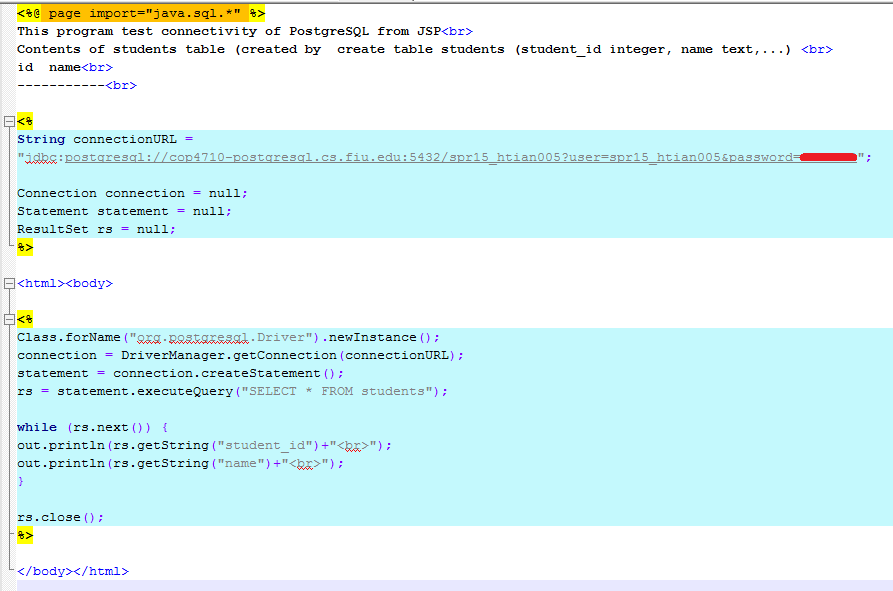 <%@ page import="java.sql.*" %>
This program test connectivity of PostgreSQL from JSP<br>
Contents of students table (created by  create table students (student_id integer, name text,...) <br>
id  name<br>
-----------<br>
<%
String connectionURL =
"jdbc:postgresql://cop4710-postgresql.cs.fiu.edu:5432/spr15_htian005?user=spr15_htian005&password=";
Connection connection = null;
Statement statement = null;
ResultSet rs = null;
%>
<html><body>
<%
Class.forName("org.postgresql.Driver").newInstance();
connection = DriverManager.getConnection(connectionURL);
statement = connection.createStatement();
rs = statement.executeQuery("SELECT * FROM students");
while (rs.next()) {
out.println(rs.getString("student_id")+"<br>");
out.println(rs.getString("name")+"<br>");
}
rs.close();
%>
</body></html>